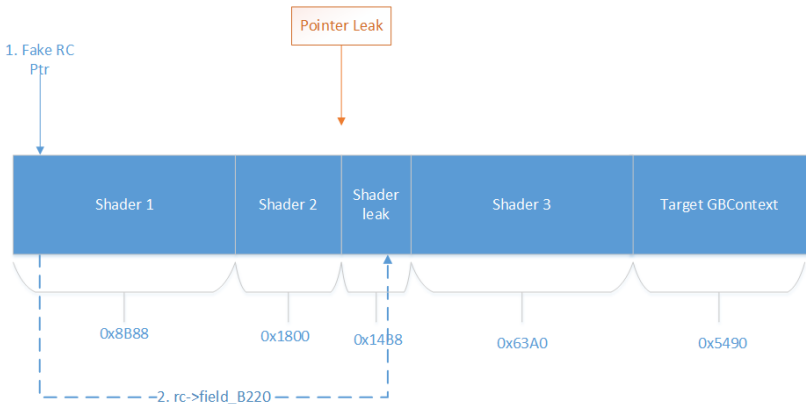 Pointer Leak
1. Fake RC
Ptr
Shader 1
Shader 2
Shader
leak
Shader 3
Target GBContext
0x8B88
0x1800
0x14B8
0x63A0
0x5490
2. rc->field_B220